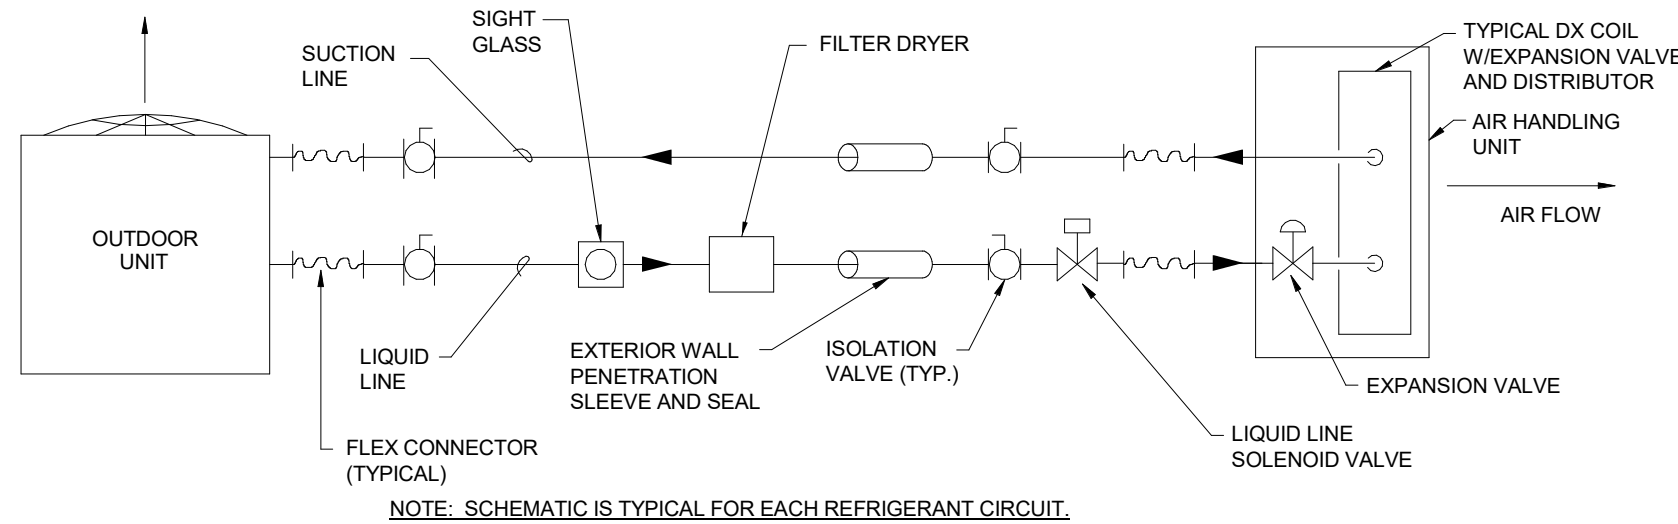 SIGHT
GLASS
SUCTION
LINE
FILTER DRYER
TYPICAL DX COIL
W/EXPANSION VALVE
AND DISTRIBUTOR
AIR HANDLING
UNIT
AIR FLOW
OUTDOOR
UNIT
LIQUID
LINE
EXTERIOR WALL
PENETRATION
SLEEVE AND SEAL
ISOLATION
VALVE (TYP.)
EXPANSION VALVE
FLEX CONNECTOR
(TYPICAL)
LIQUID LINE
SOLENOID VALVE
NOTE: SCHEMATIC IS TYPICAL FOR EACH REFRIGERANT CIRCUIT.